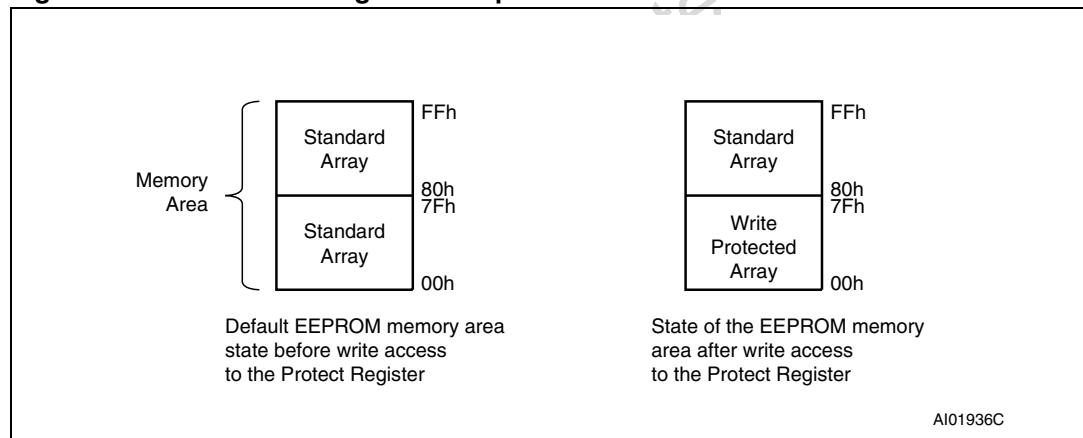 FFh
Standard
Array
80h
7Fh
Memory
Area
Standard
Array
00h
Default EEPROM memory area
state before write access
to the Protect Register
FFh
Standard
Array
80h
7Fh
Write
Protected
Array
00h
State of the EEPROM memory
area after write access
to the Protect Register
AI01936C